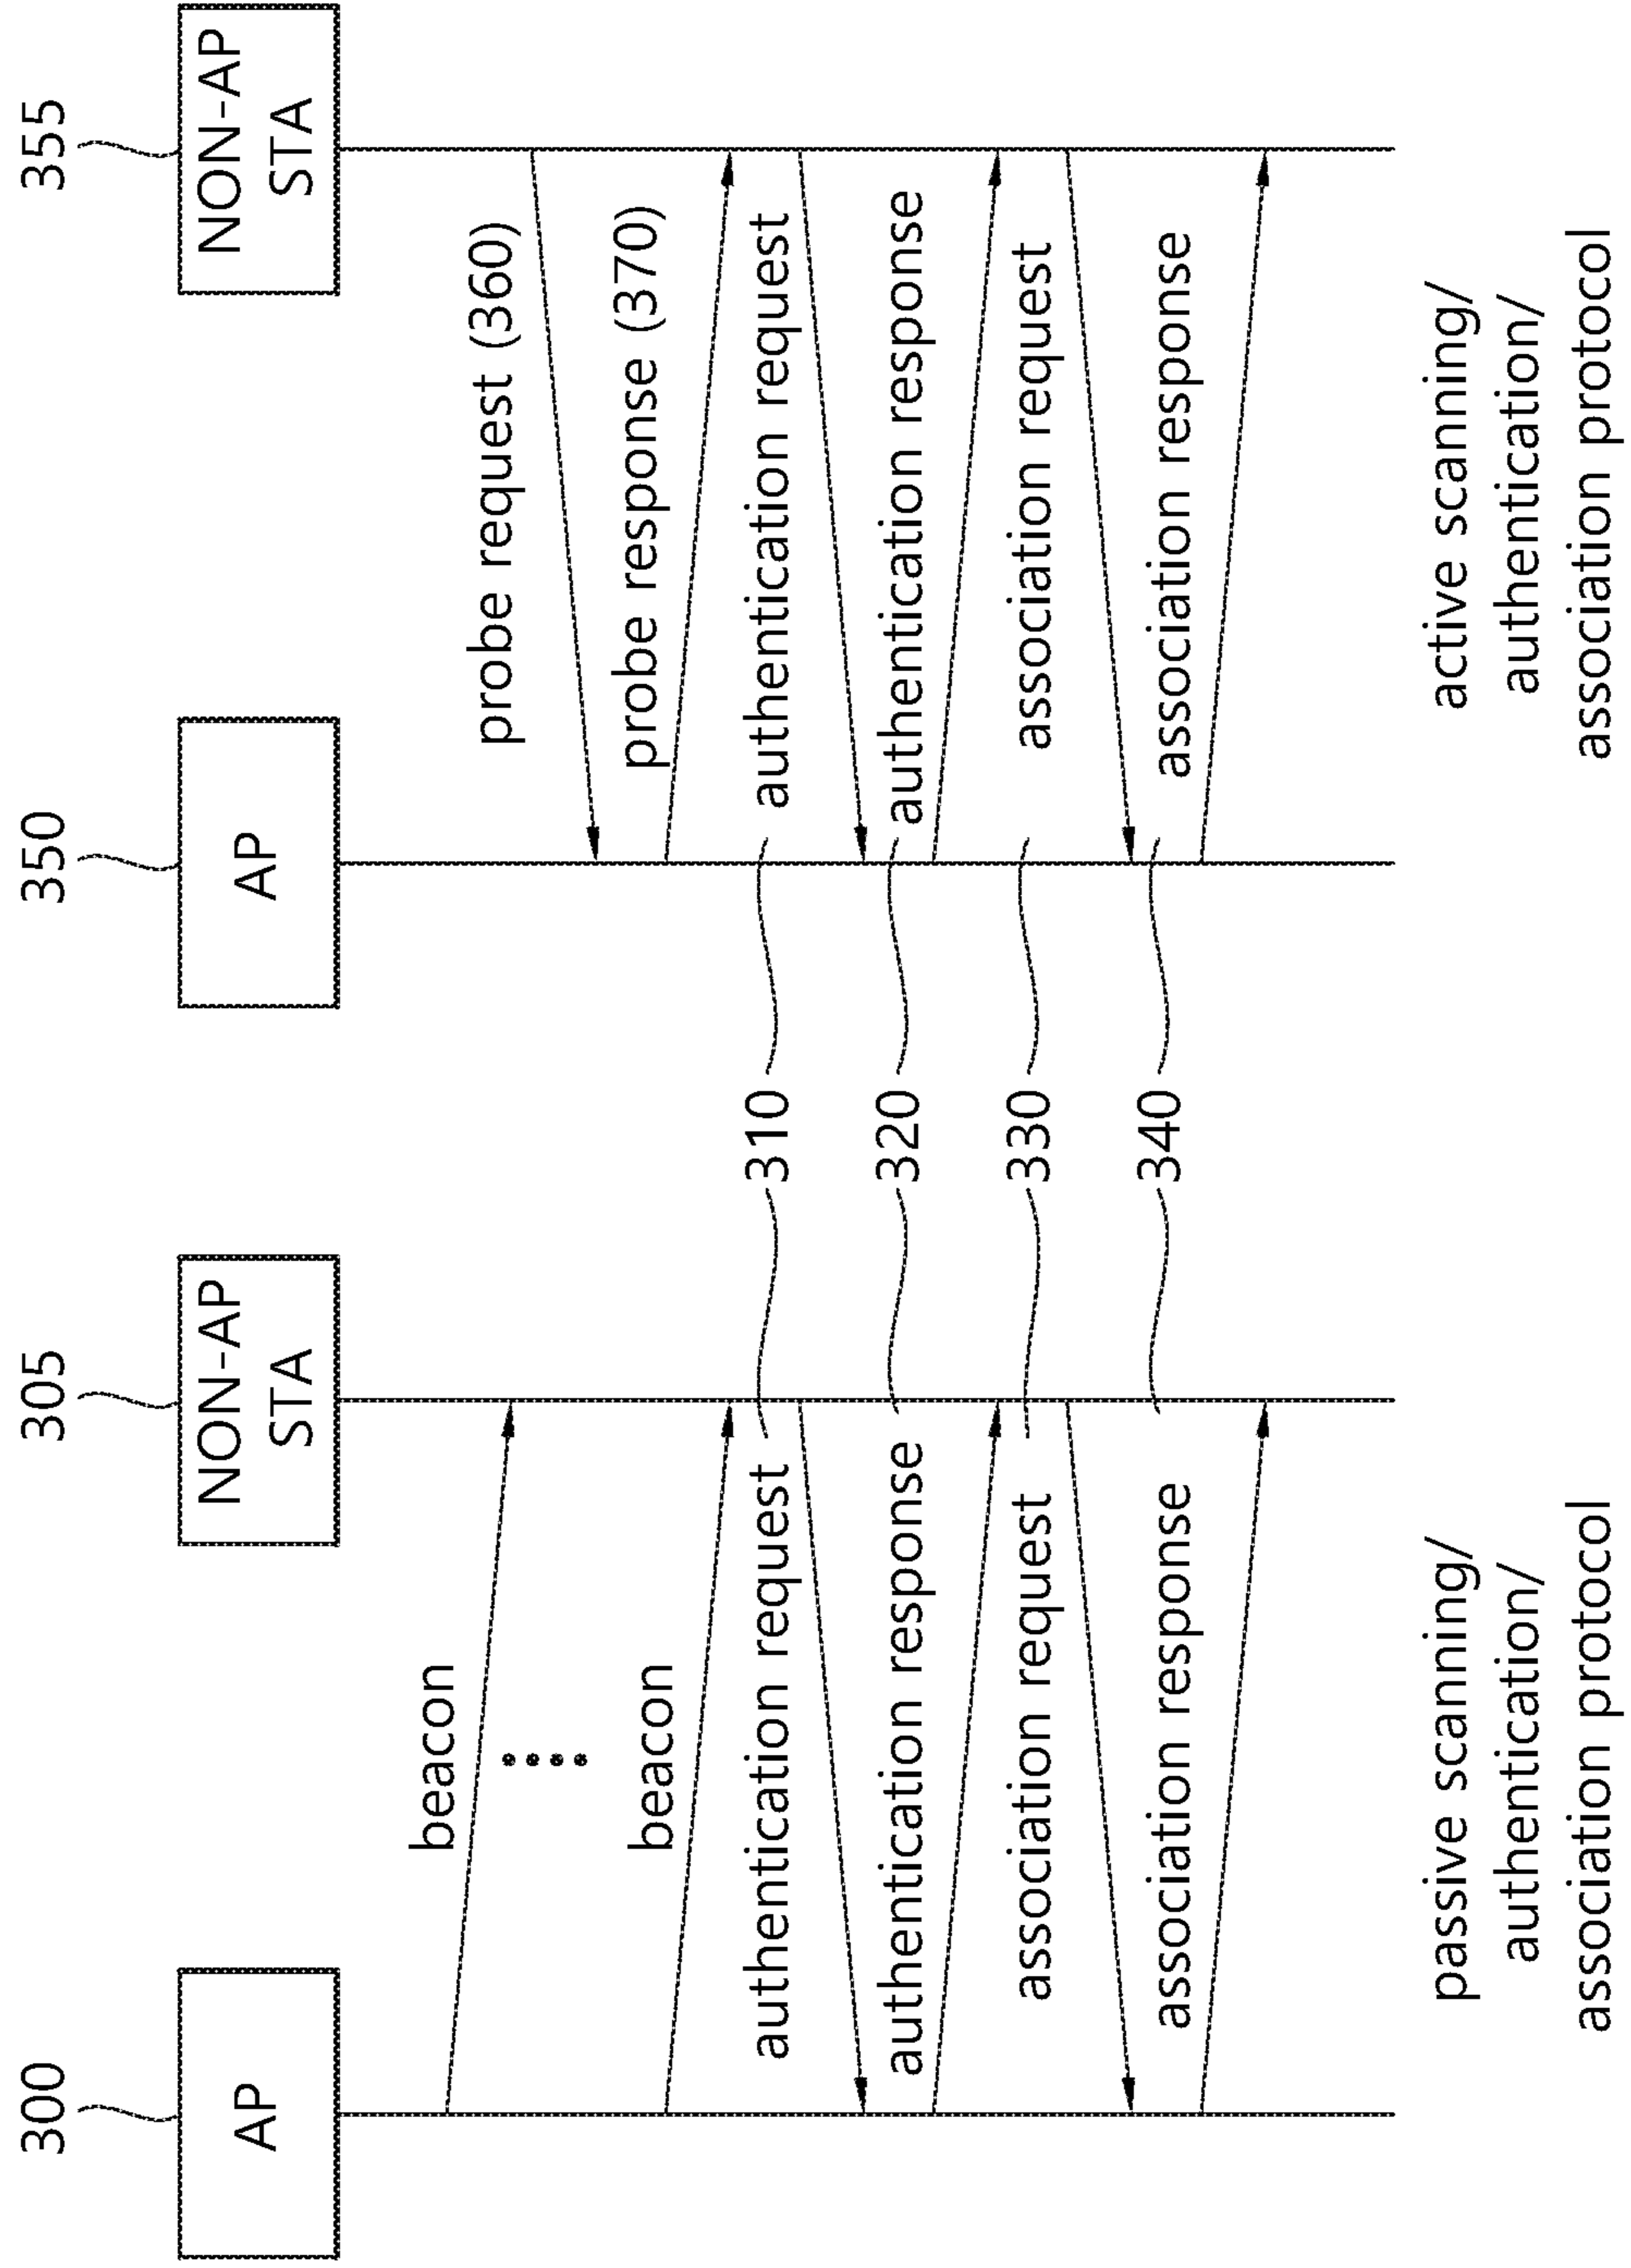 300
AP
305
NON-AP
STA
beacon
beacon
authentication request
authentication response
association request
association response
passive scanning/
authentication/
association protocol
310
320
330
340
350
AP
355
NON-AP
STA
probe request (360)
probe response (370)
authentication request
authentication response
association request
association response
active scanning/
authentication/
association protocol